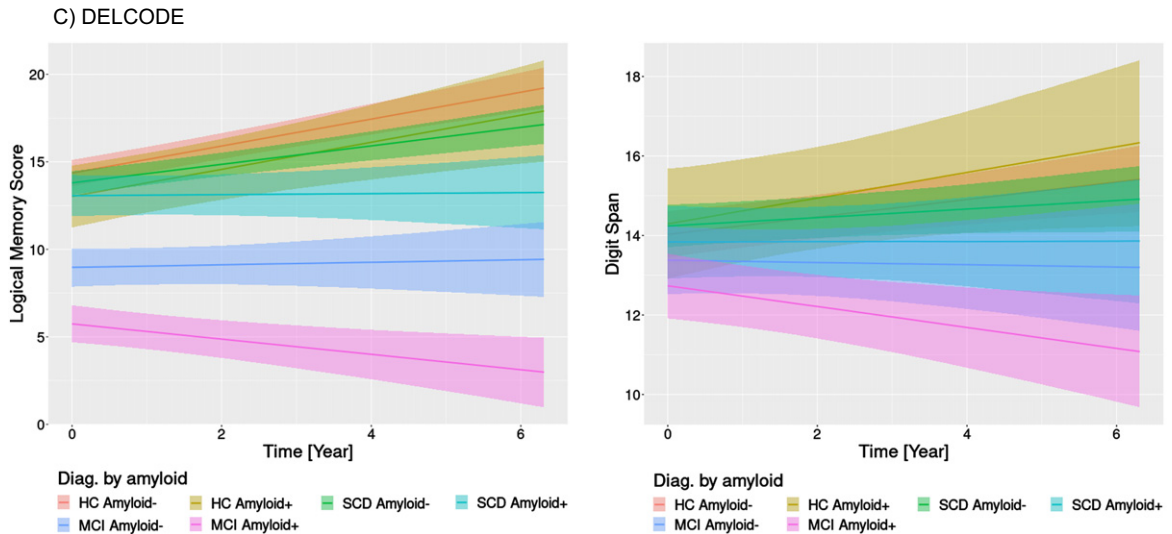 C) DELCODE
Logical Memory Score
20
15
10
5
0
0 2 4 6
Time [Year]
Diag. by amyloid
HC Amyloid- HC Amyloid+ SCD Amyloid- SCD Amyloid+
MCI Amyloid- MCI Amyloid+
Digit Span
18
16
14
12
10
0 2 4 6
Time [Year]
Diag. by amyloid
HC Amyloid- HC Amyloid+ SCD Amyloid- SCD Amyloid+
MCI Amyloid- MCI Amyloid+